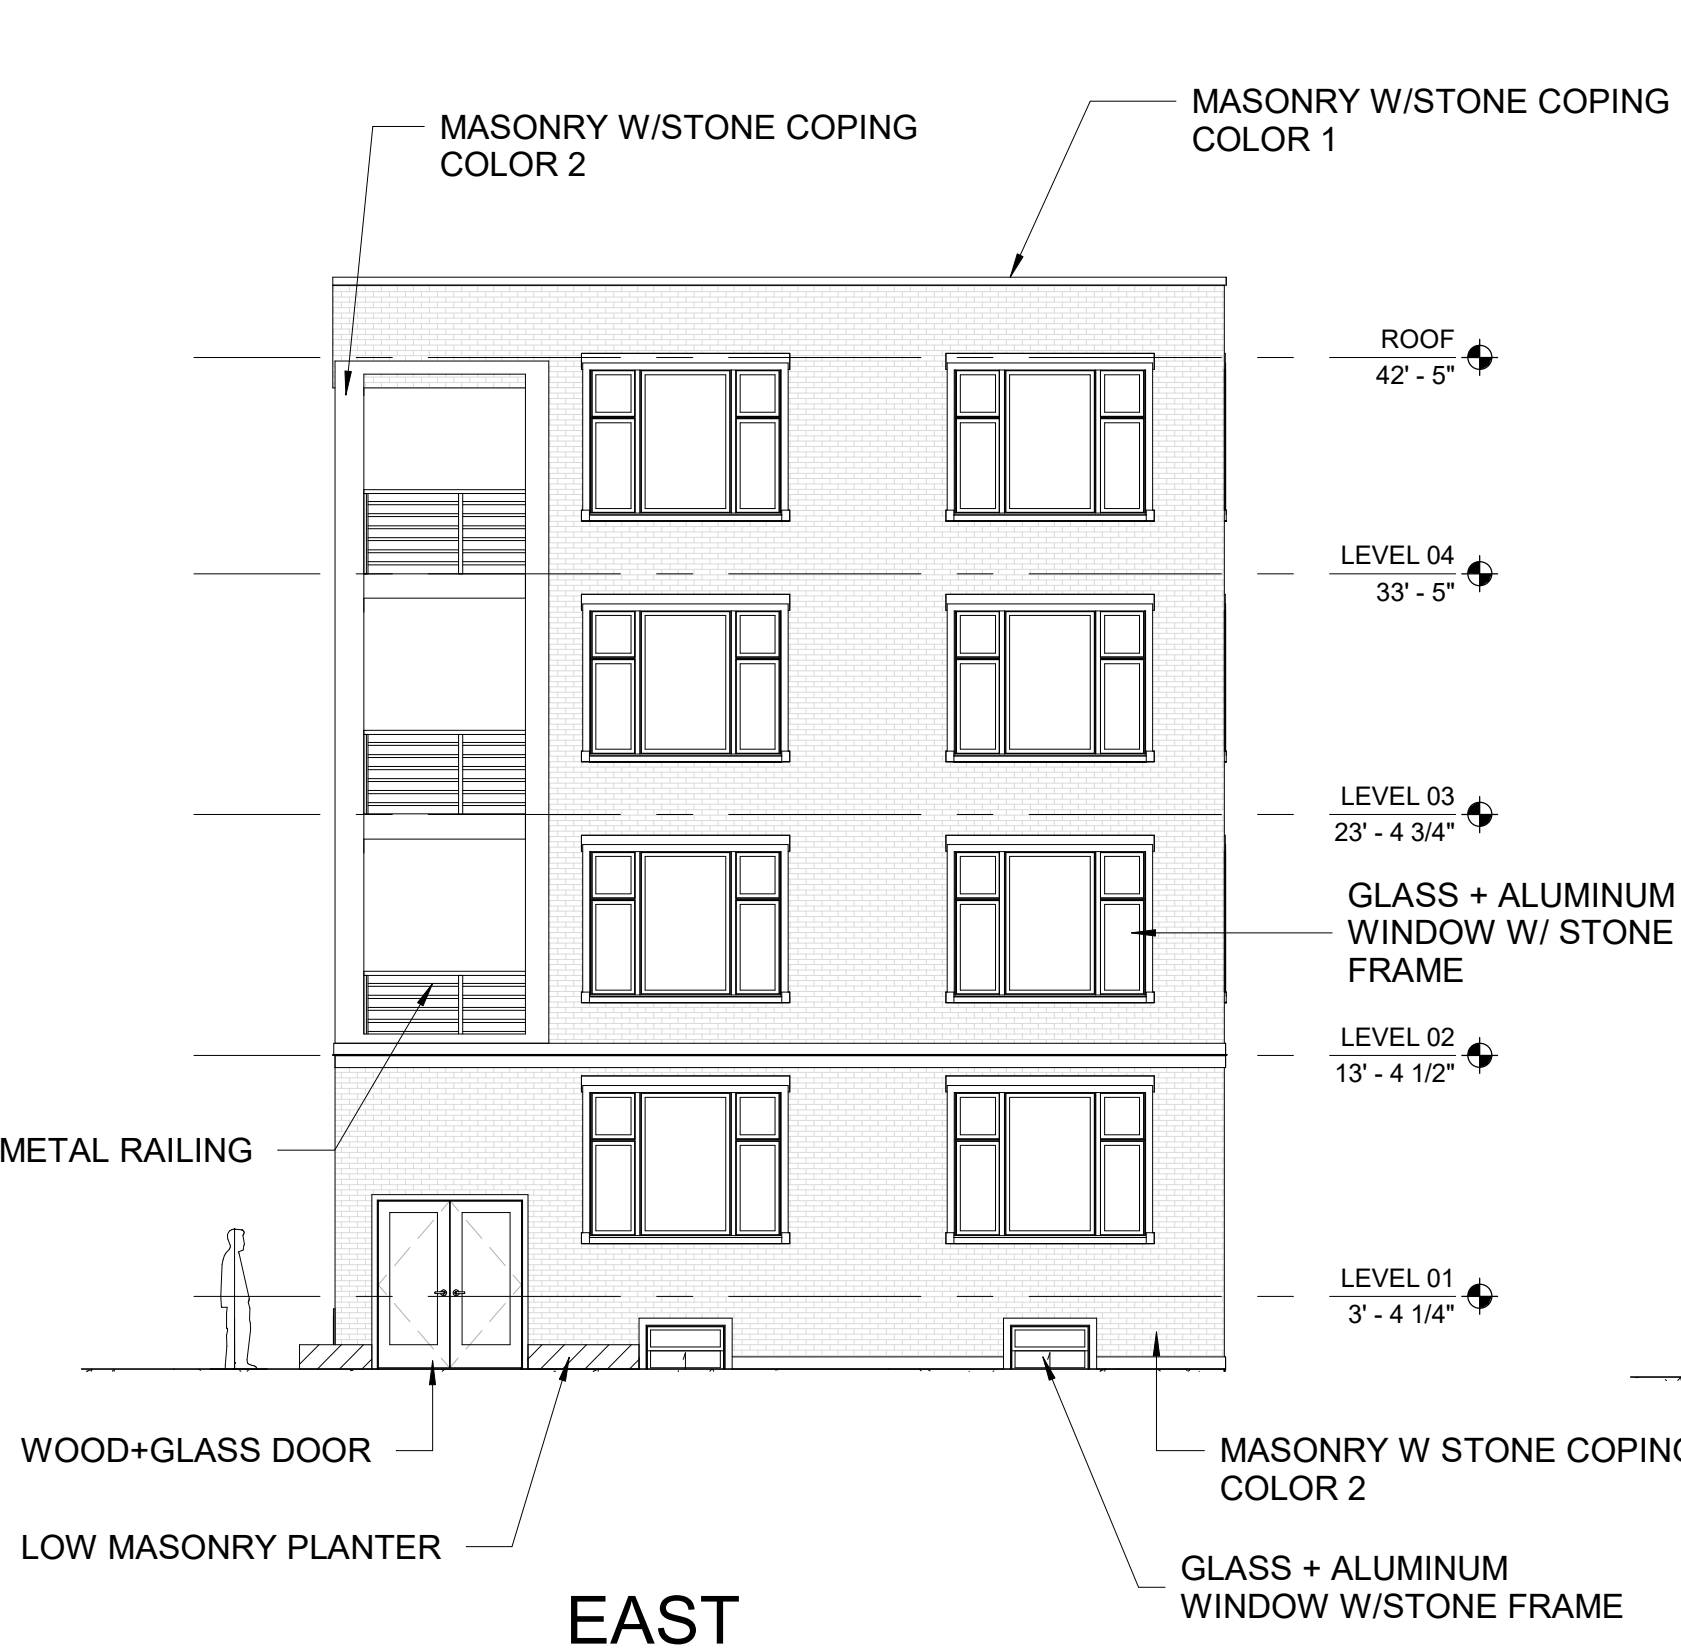 MASONRY W/STONE COPING
COLOR 2
MASONRY W/STONE COPING
COLOR 1
ROOF
42' - 5"
LEVEL 04
33' - 5"
LEVEL 03
23' - 4 3/4"
GLASS + ALUMINUM
WINDOW W/ STONE
FRAME
LEVEL 02
13' - 4 1/2"
METAL RAILING
LEVEL 01
3' - 4 1/4"
WOOD+GLASS DOOR
MASONRY W STONE COPING
COLOR 2
LOW MASONRY PLANTER
GLASS + ALUMINUM
WINDOW W/STONE FRAME
EAST